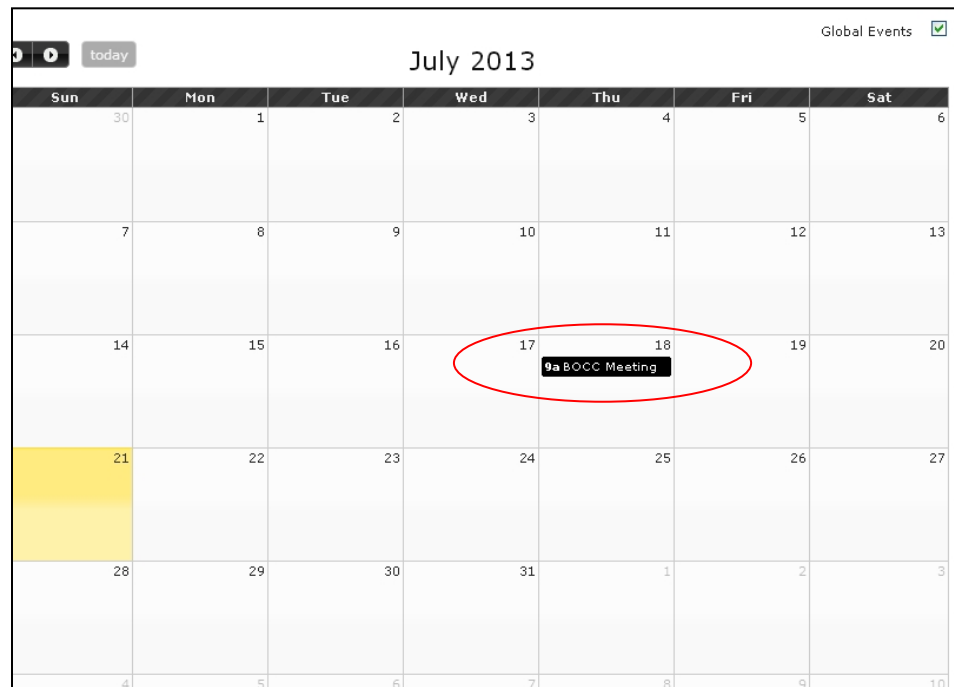 Global Events
today
July 2013
Sun Mon Tue Wed Thu Fri Sat
30 1 2 3 4 5 6
7 8 9 10 11 12 13
14 15 16 17 18 19 20
9a BOCC Meeting
21 22 23 24 25 26 27
28 29 30 31 1 2 3
4 5 6 7 8 9 10